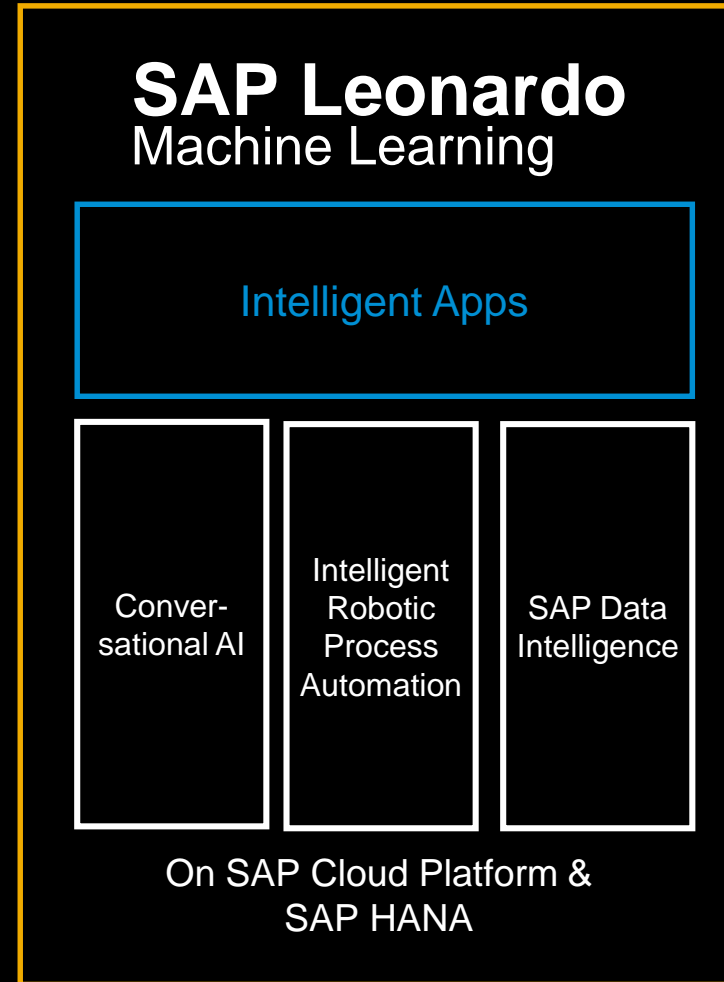 SAP Leonardo
Machine Learning
Intelligent Apps
Conver-
sational AI
Intelligent
Robotic
Process
Automation
SAP Data
Intelligence
On SAP Cloud Platform &
SAP HANA